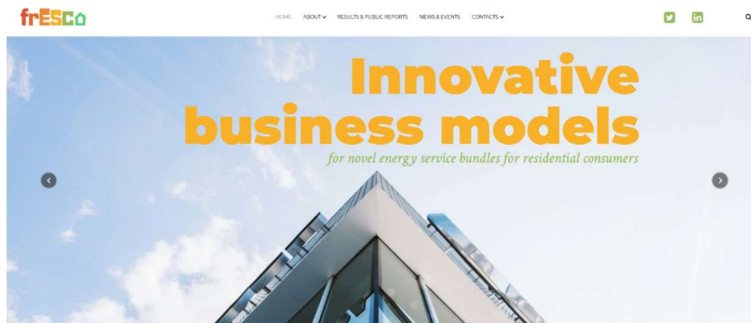 frESCo
HOME ABOUT RESULTS & PUBLIC REPORTS NEWS & EVENTS CONTACTS
Innovative
business models
for novel energy service bundles for residential consumers